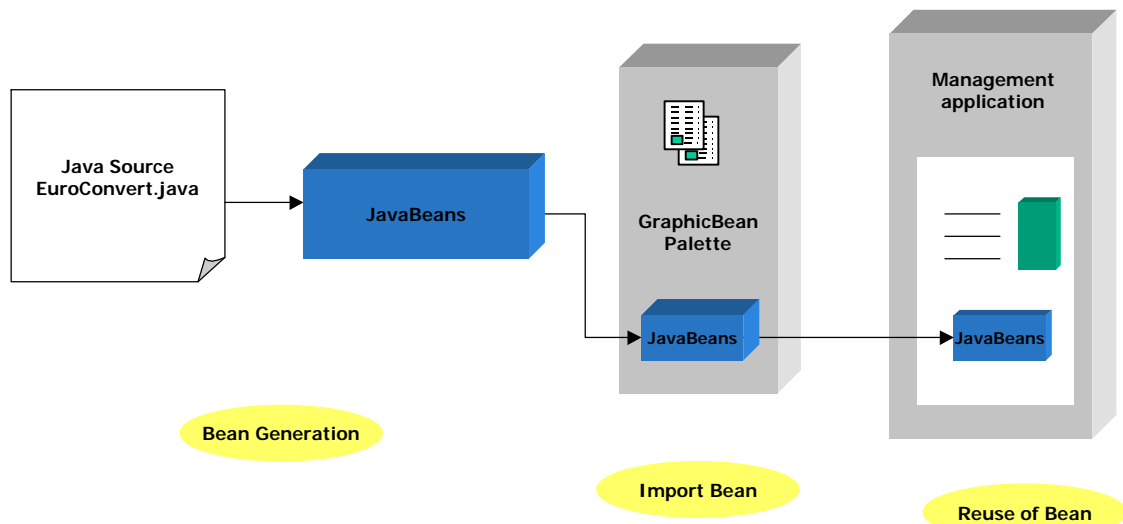 Java Source
EuroConvert.java
JavaBeans
GraphicBean
Palette
JavaBeans
Management
application
JavaBeans
Bean Generation
Import Bean
Reuse of Bean